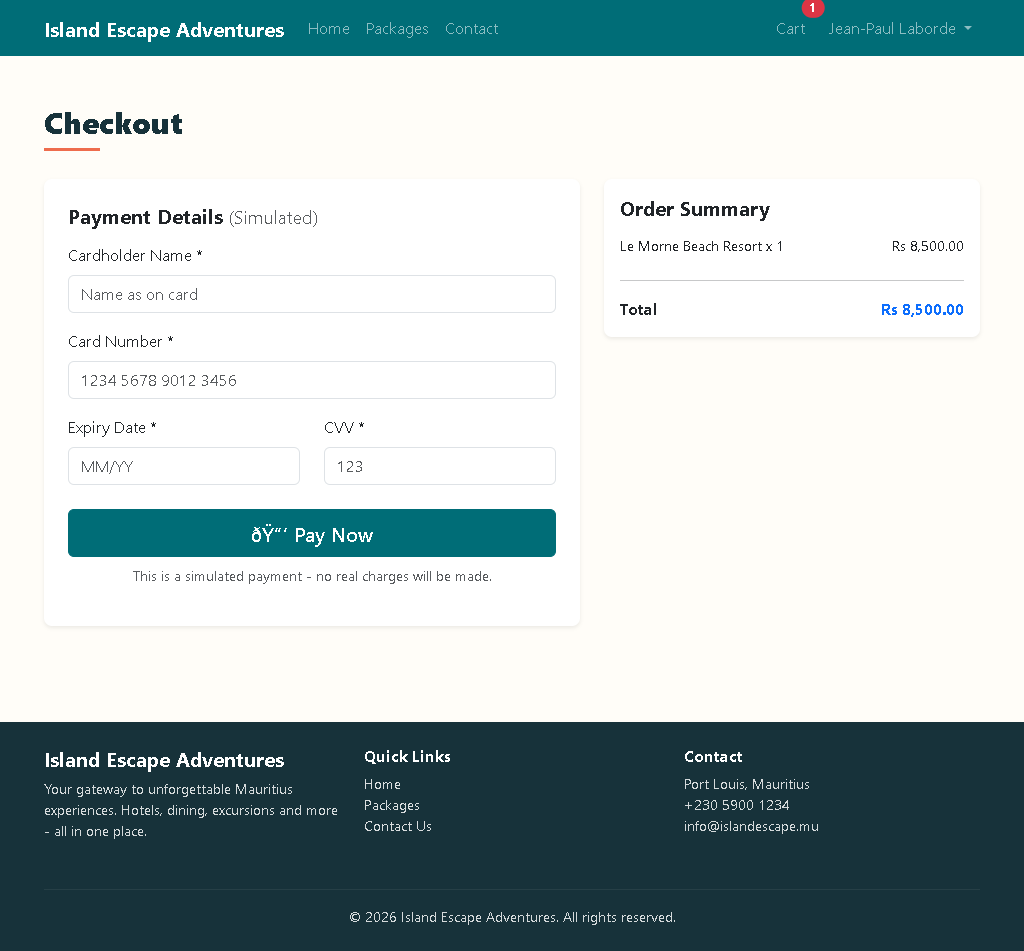 Island Escape Adventures Home Packages Contact Cart 1 Jean-Paul Laborde
Checkout
Payment Details (Simulated)
Cardholder Name *
Name as on card
Card Number *
1234 5678 9012 3456
Expiry Date * CVV *
MM/YY 123
ðŸ”’ Pay Now
This is a simulated payment - no real charges will be made.
Order Summary
Le Morne Beach Resort x 1 Rs 8,500.00
Total Rs 8,500.00
Island Escape Adventures
Your gateway to unforgettable Mauritius
experiences. Hotels, dining, excursions and more
- all in one place.
Quick Links
Home
Packages
Contact Us
Contact
Port Louis, Mauritius
+230 5900 1234
info@islandescape.mu
© 2026 Island Escape Adventures. All rights reserved.